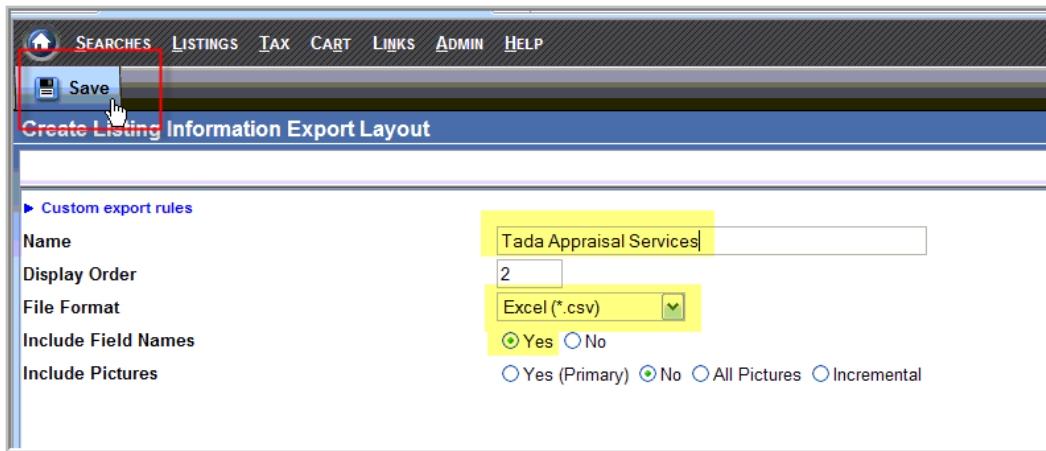 SEARCHES LISTINGS TAX CART LINKS ADMIN HELP
Save
Create Listing Information Export Layout
Custom export rules
Name Tada Appraisal Services
Display Order 2
File Format Excel (*.csv)
Include Field Names Yes No
Include Pictures Yes (Primary) No All Pictures Incremental